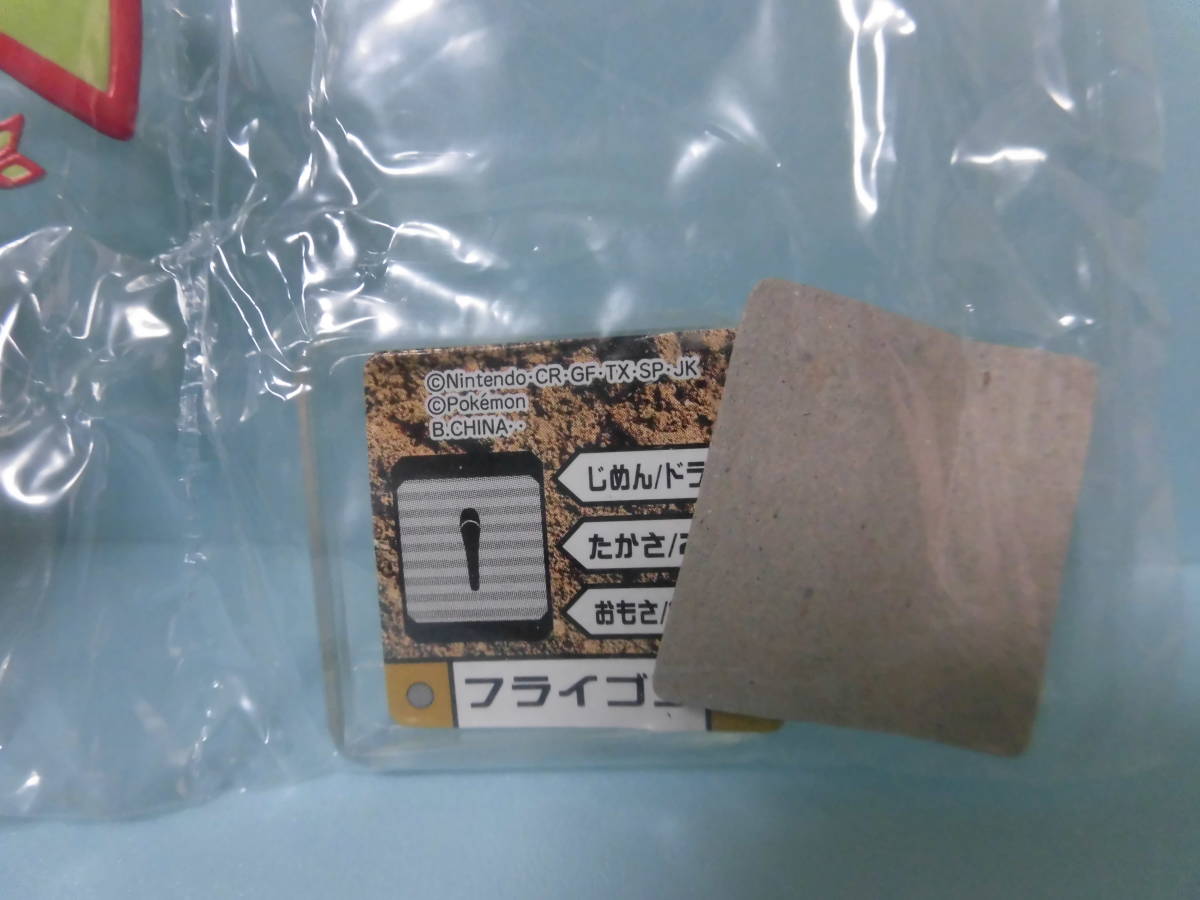 ©Nintendo・CR・GF・TX・SP・JK
©Pokémon
B.CHINA・・
じめん/ドラ
たかさ/
おもさ/
フライゴ